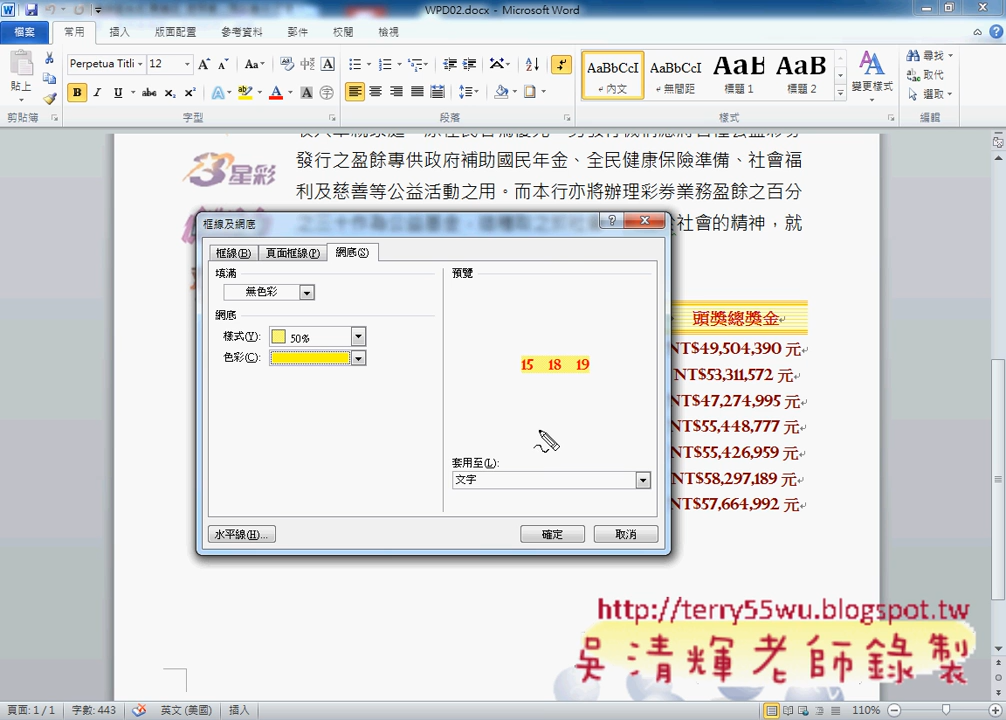 WPD02.docx - Microsoft Word
檔案 常用 插入 版面配置 參考資料 郵件 校閱 檢視
貼上
Perpetua Titli 12
剪貼簿 字型 段落 樣式 編輯
AaBbCcI AaBbCcI AaBb AaBb
內文 無間距 標題 1 標題 2
變更樣式
尋找
取代
選取
發行之盈餘專供政府補助國民年金、全民健康保險準備、社會福
利及慈善等公益活動之用。而本行亦將辦理彩券業務盈餘之百分
社會的精神，就
3星彩
框線及網底
框線(B) 頁面框線(P) 網底(S)
填滿
無色彩
網底
樣式(Y): 50%
色彩(C):
預覽
15 18 19
套用至(L):
文字
水平線(H)... 確定 取消
頭獎總獎金
NT$49,504,390 元
NT$53,311,572 元
NT$47,274,995 元
NT$55,448,777 元
NT$55,426,959 元
NT$58,297,189 元
NT$57,664,992 元
http://terry55wu.blogspot.tw
吳清輝老師錄製
頁面: 1 / 1 字數: 443 英文 (美國) 插入 110%